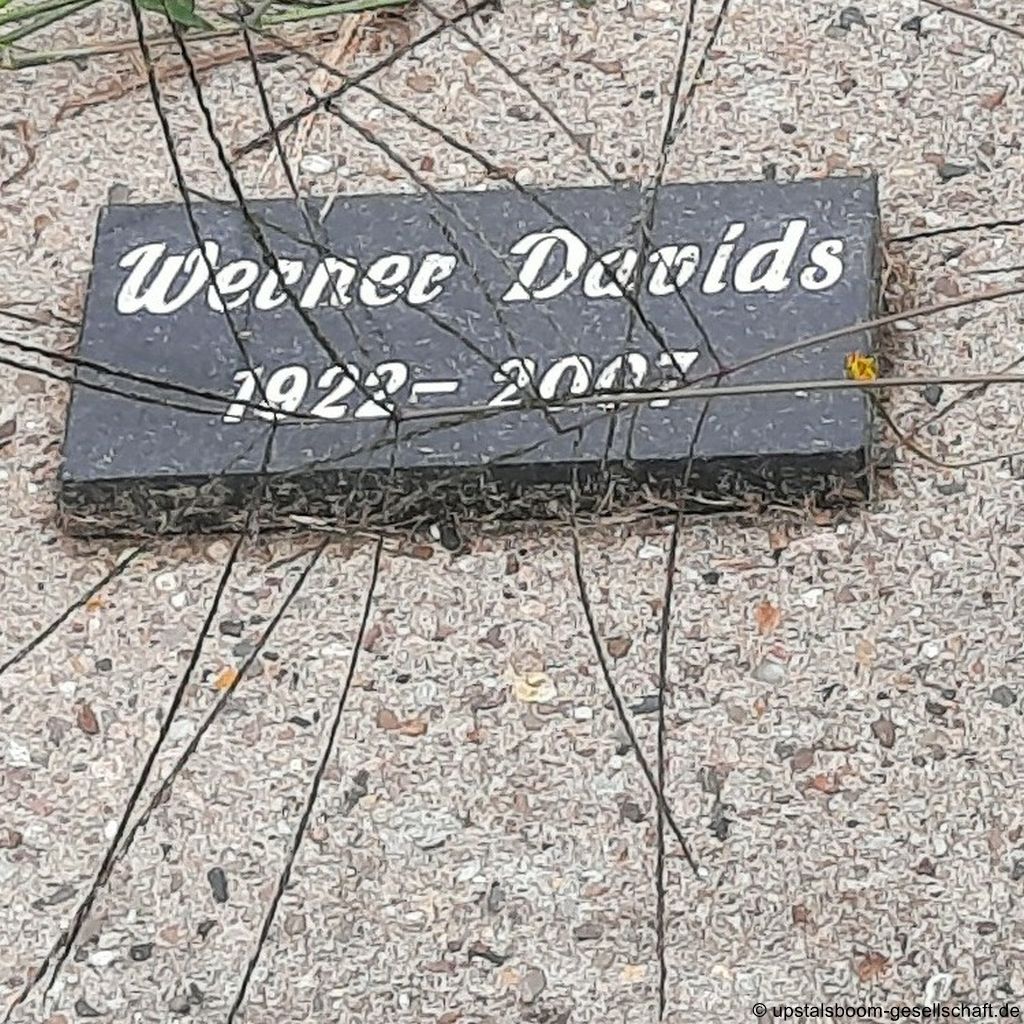 Werner Davids
1922- 2007
© upstalsboom-gesellschaft.de